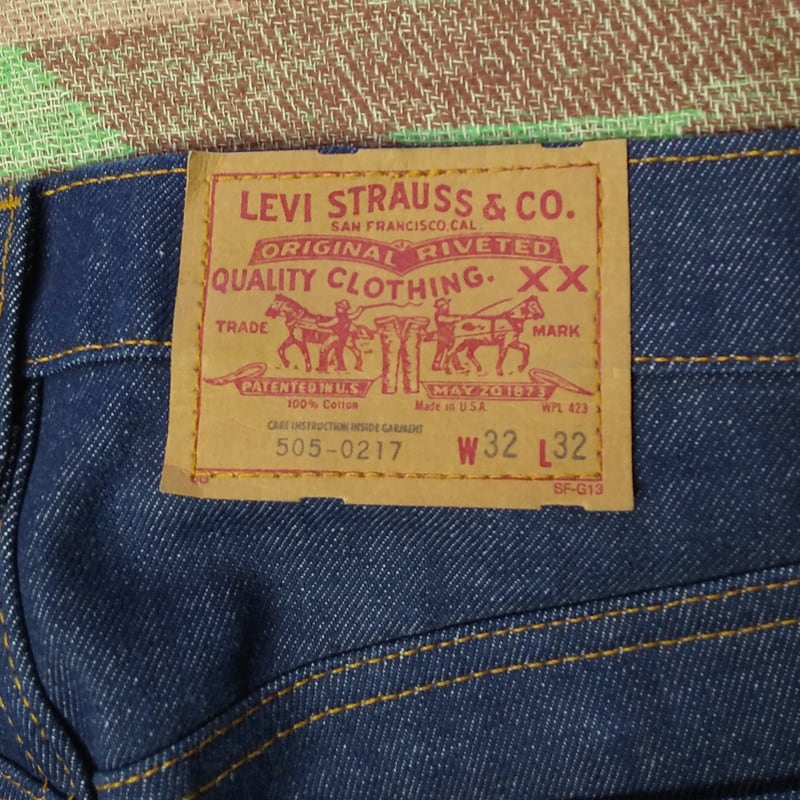 LEVI STRAUSS & CO.
SAN FRANCISCO, CAL.
ORIGINAL RIVETED
QUALITY CLOTHING. XX
TRADE MARK
PATENTED IN U.S. MAY 20 1873
100% Cotton Made in U.S.A. WPL 423
CARE INSTRUCTION INSIDE GARMENT
505-0217 W32 L32
SF-G13